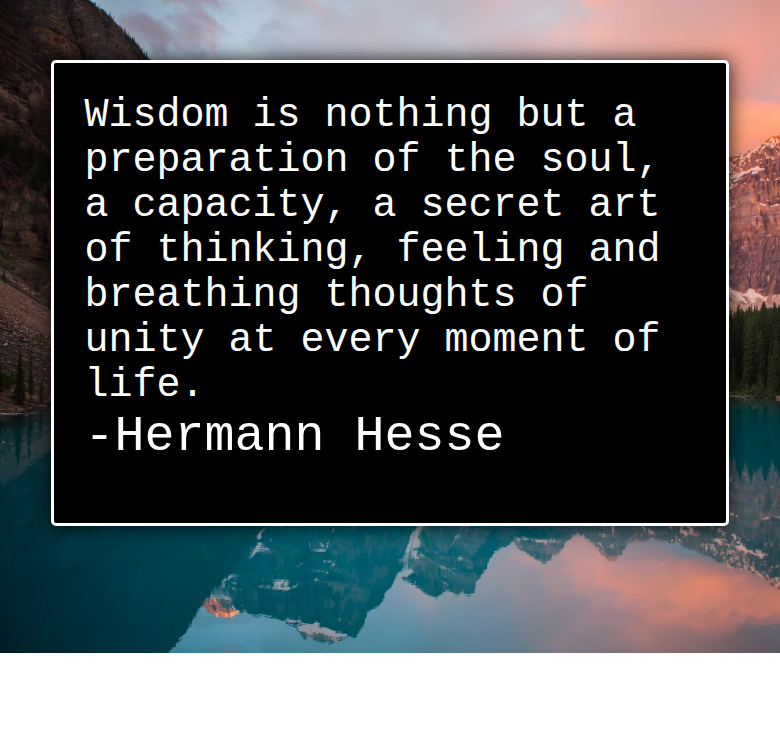 Wisdom is nothing but a
preparation of the soul,
a capacity, a secret art
of thinking, feeling and
breathing thoughts of
unity at every moment of
life.
-Hermann Hesse